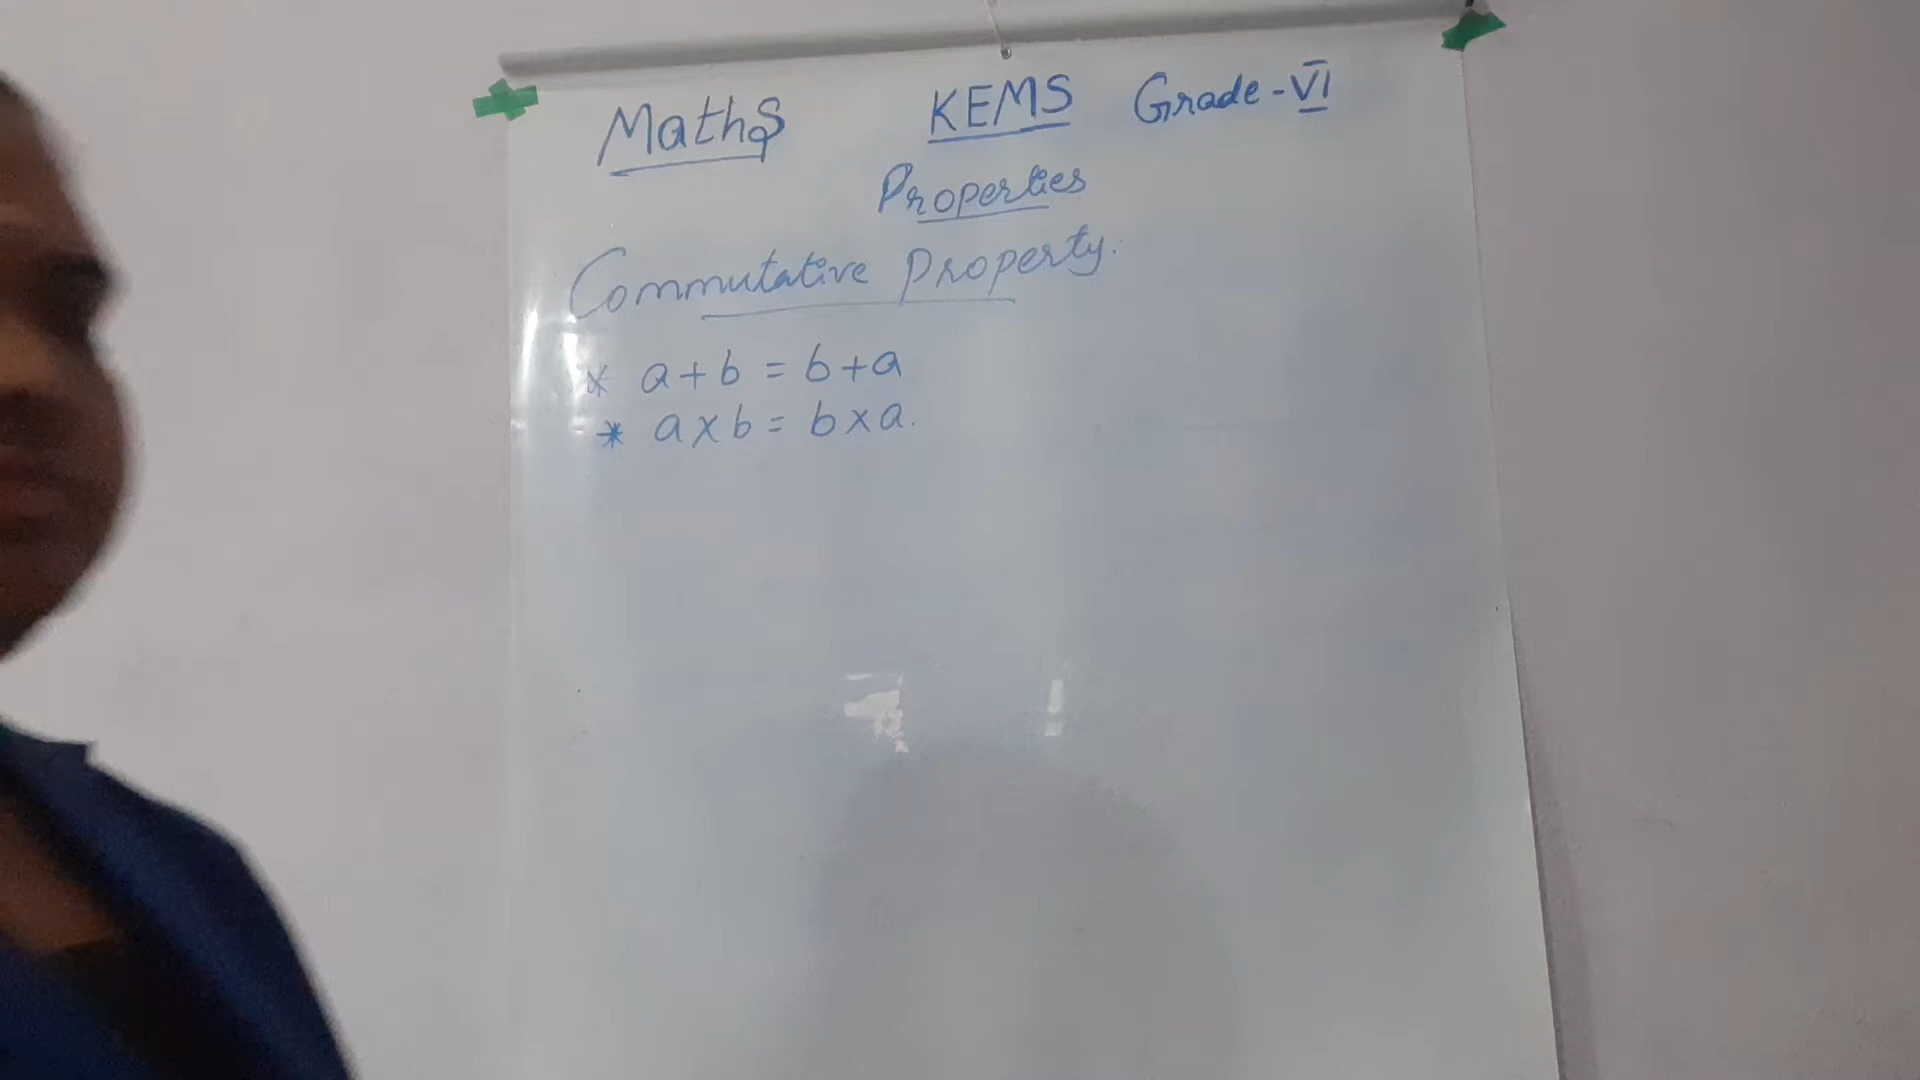 Maths KEMS Grade-VI
Properties
Commutative Property.
* a+b = b+a
* a×b = b×a.